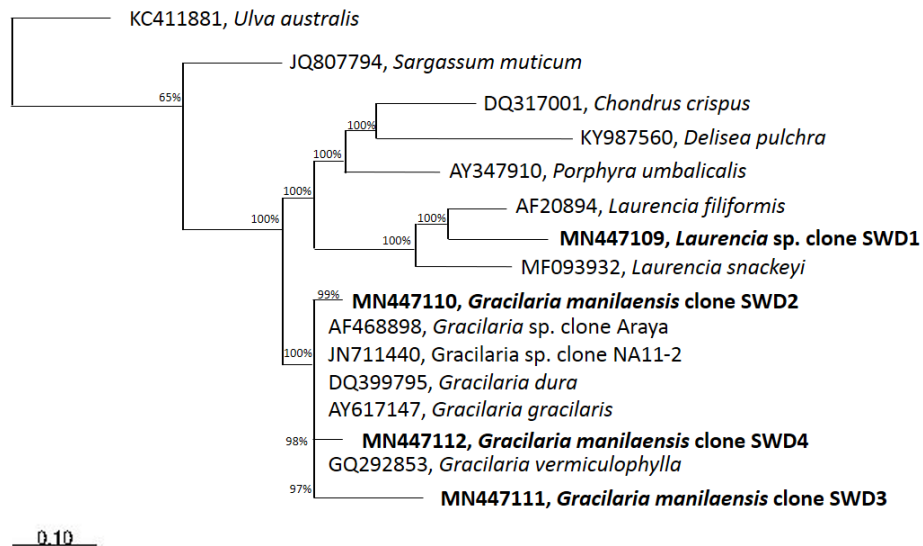 KC411881, Ulva australis
JQ807794, Sargassum muticum
65%
DQ317001, Chondrus crispus
100%
KY987560, Delisea pulchra
100%
AY347910, Porphyra umbalicalis
100%
AF20894, Laurencia filiformis
100%
100%
MN447109, Laurencia sp. clone SWD1
100%
MF093932, Laurencia snackeyi
99%
MN447110, Gracilaria manilaensis clone SWD2
AF468898, Gracilaria sp. clone Araya
100%
JN711440, Gracilaria sp. clone NA11-2
DQ399795, Gracilaria dura
AY617147, Gracilaria gracilaris
98%
MN447112, Gracilaria manilaensis clone SWD4
GQ292853, Gracilaria vermiculophylla
97%
MN447111, Gracilaria manilaensis clone SWD3
0.10